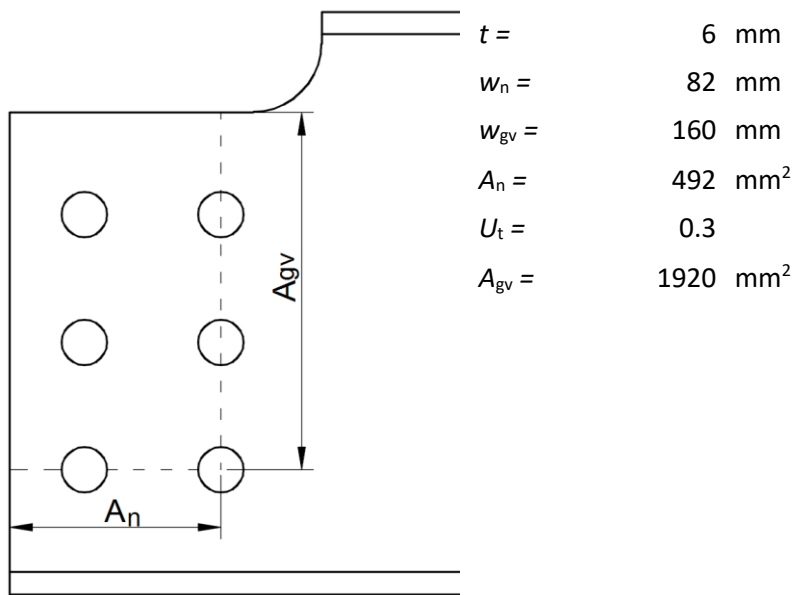 t = 6 mm
wn = 82 mm
wgv = 160 mm
An = 492 mm²
Ut = 0.3
Agv = 1920 mm²
Agv
An